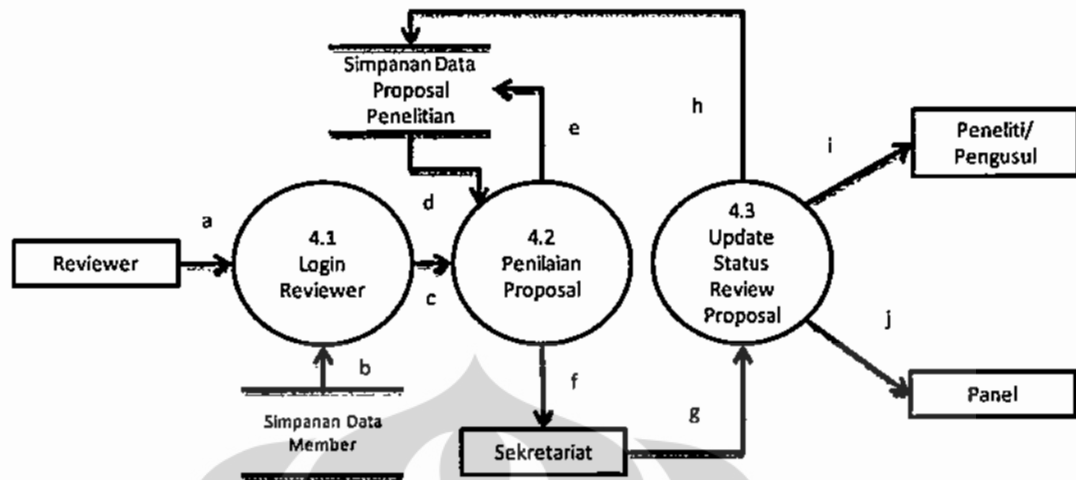 Simpanan Data
Proposal
Penelitian
h
e
i
Peneliti/
Pengusul
a
d
Reviewer
4.1
Login
Reviewer
c
4.2
Penilaian
Proposal
4.3
Update
Status
Review
Proposal
j
b
f
g
Simpanan Data
Member
Sekretariat
Panel